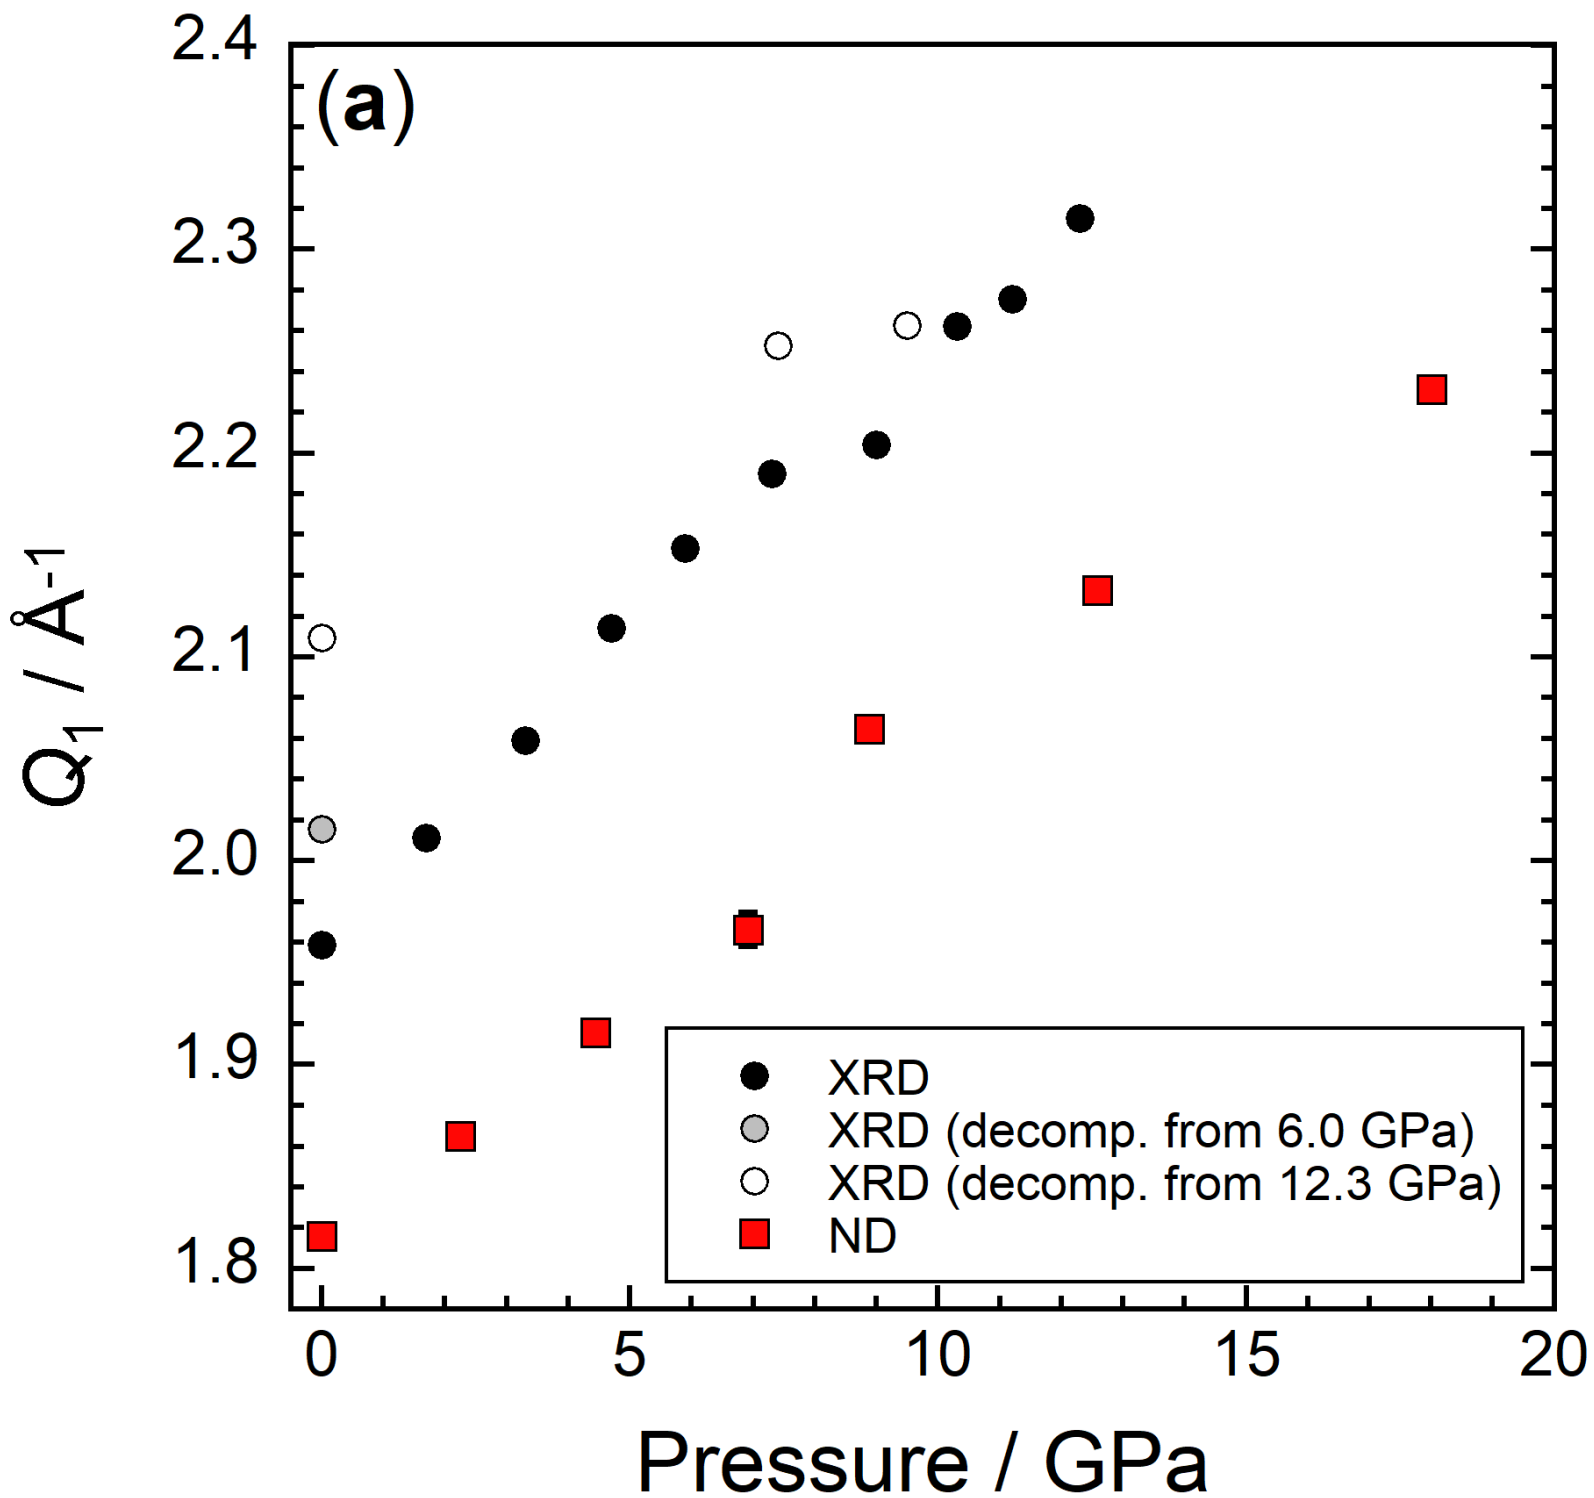 (a)
2.4
2.3
2.2
2.1
2.0
1.9
1.8
Q₁ / Å⁻¹
XRD
XRD (decomp. from 6.0 GPa)
XRD (decomp. from 12.3 GPa)
ND
0 5 10 15 20
Pressure / GPa